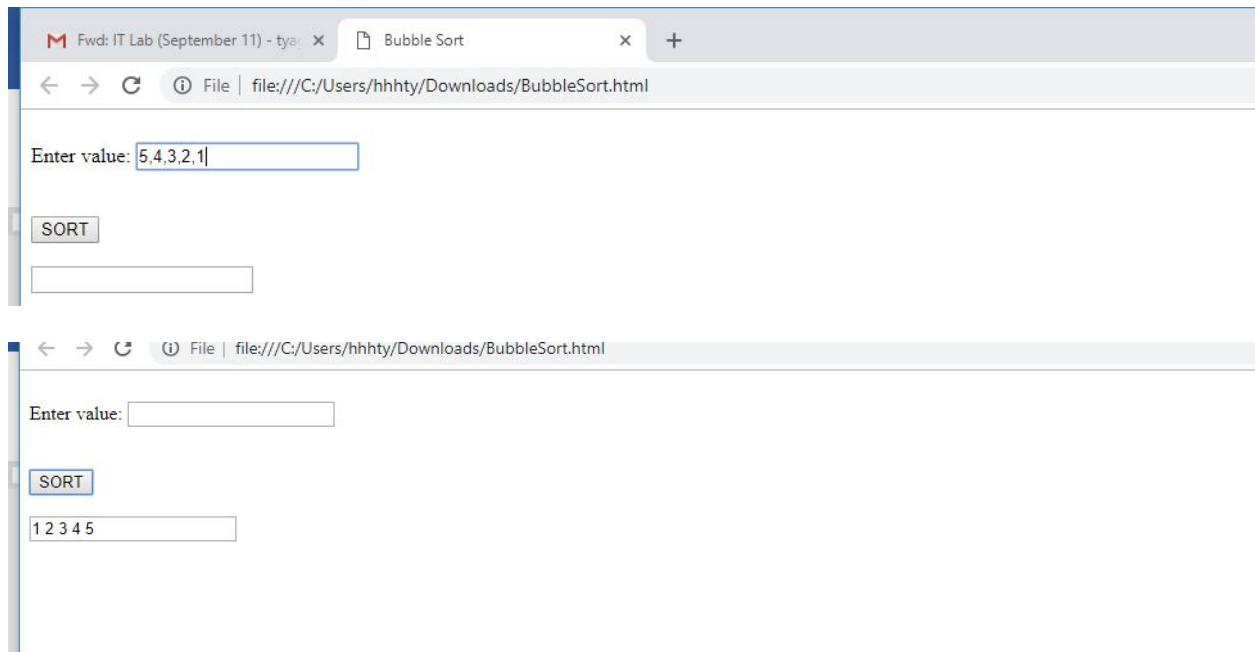 Fwd: IT Lab (September 11) - tya
Bubble Sort
File | file:///C:/Users/hhhty/Downloads/BubbleSort.html
Enter value: 5,4,3,2,1
SORT
File | file:///C:/Users/hhhty/Downloads/BubbleSort.html
Enter value:
SORT
1 2 3 4 5